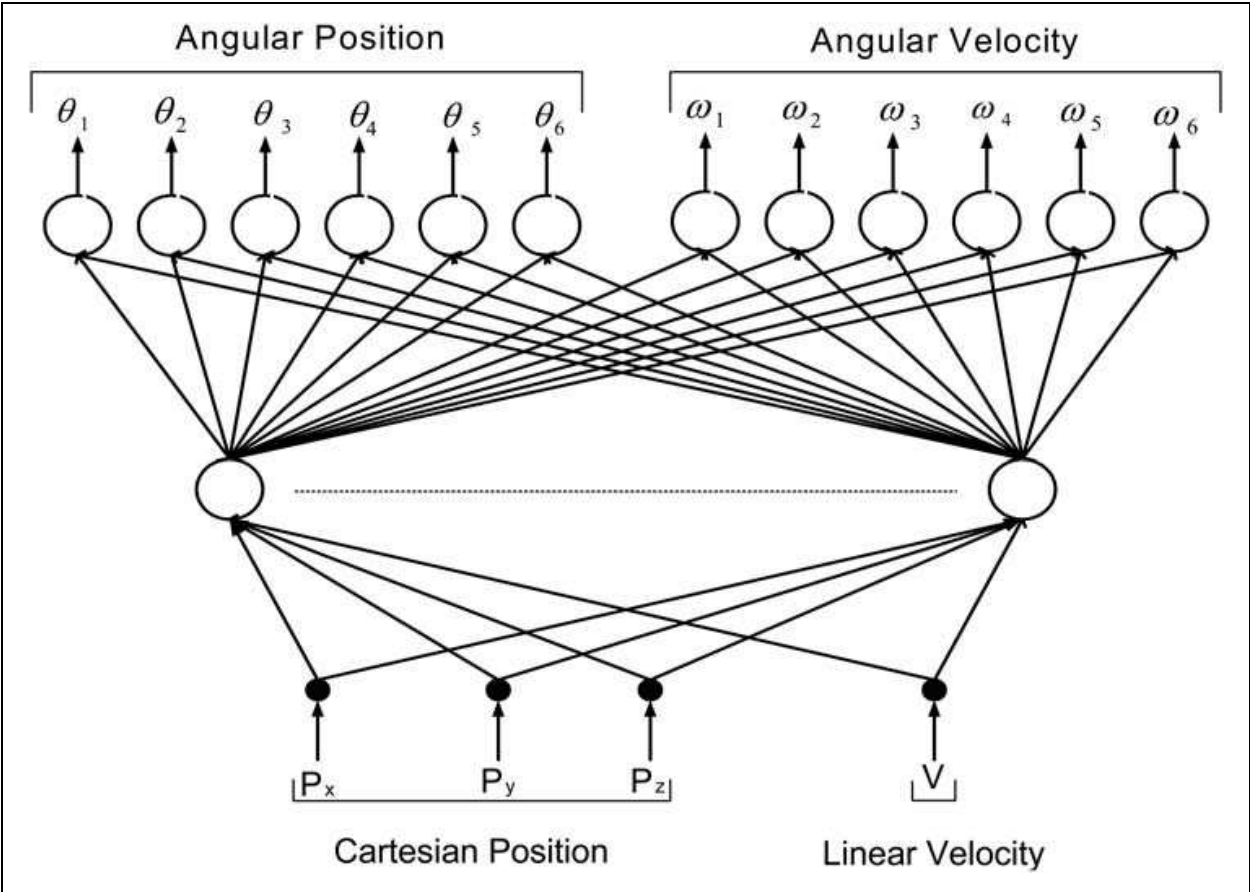 Angular Position Angular Velocity
θ1 θ2 θ3 θ4 θ5 θ6 ω1 ω2 ω3 ω4 ω5 ω6
Px Py Pz V
Cartesian Position Linear Velocity